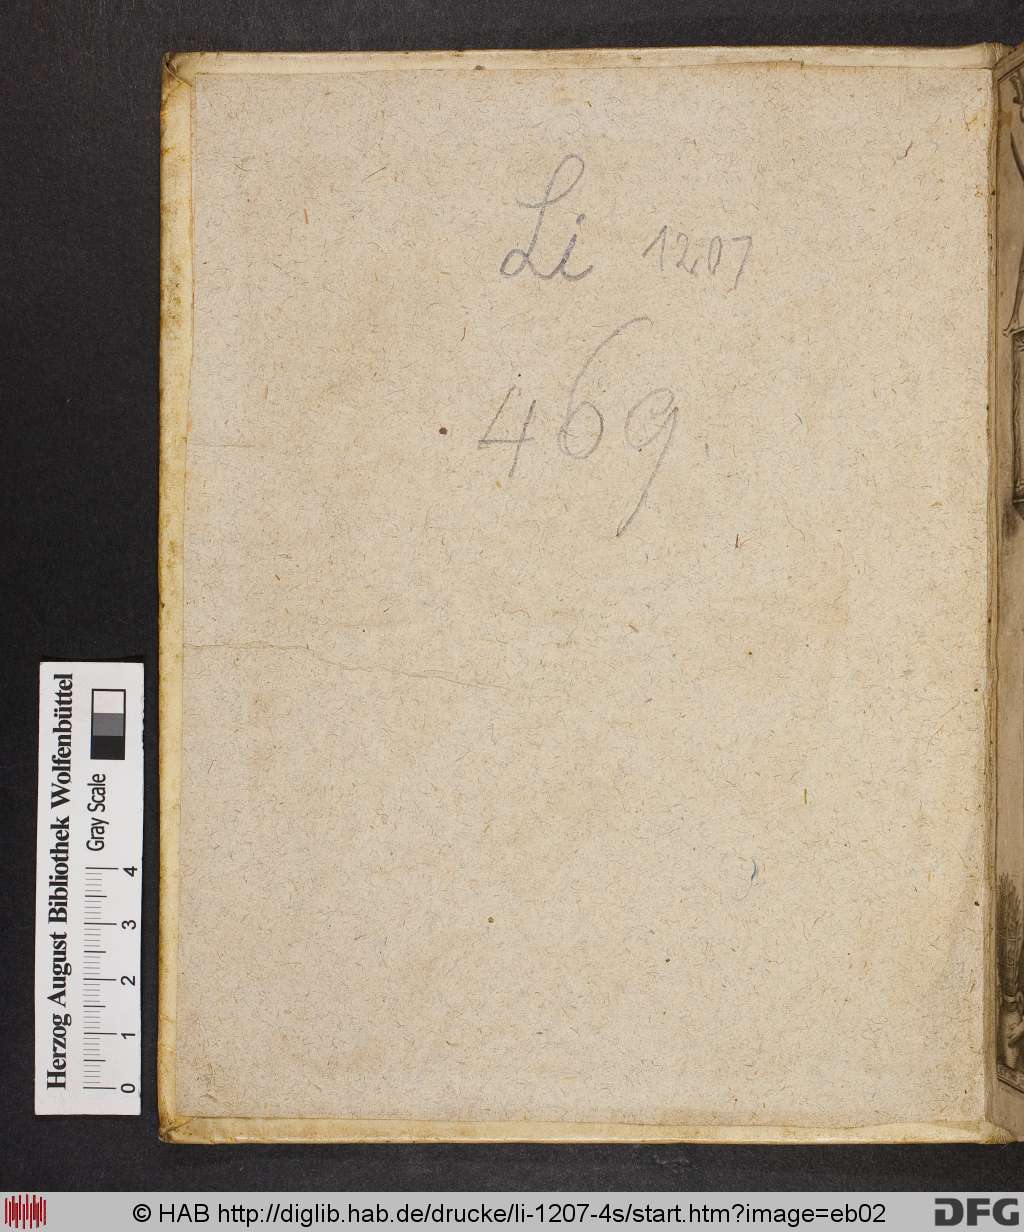 Li 1207
469.
Herzog August Bibliothek Wolfenbüttel
Gray Scale
0 1 2 3 4
© HAB http://diglib.hab.de/drucke/li-1207-4s/start.htm?image=eb02
DFG